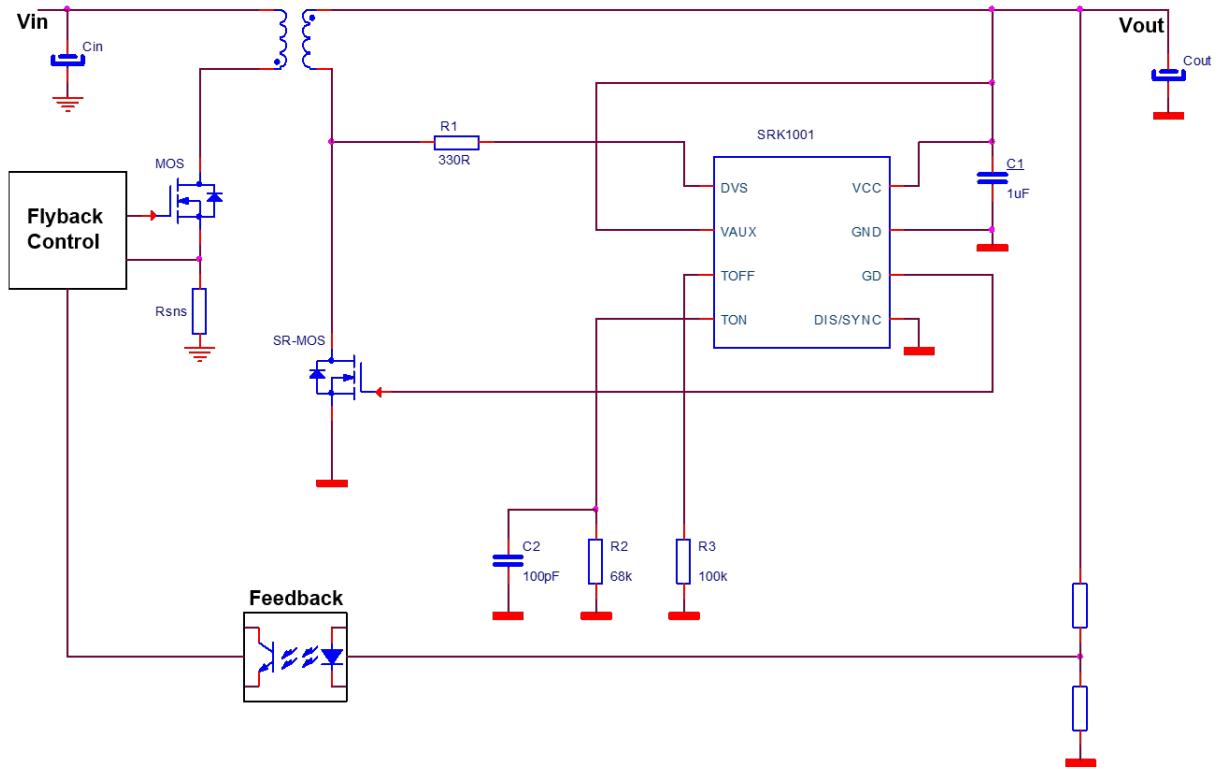 Vin
Cin
Vout
Cout
R1
330R
SRK1001
MOS
DVS
VCC
C1
1uF
Flyback
Control
VAUX
GND
TOFF
GD
Rsns
TON
DIS/SYNC
SR-MOS
C2
100pF
R2
68k
R3
100k
Feedback